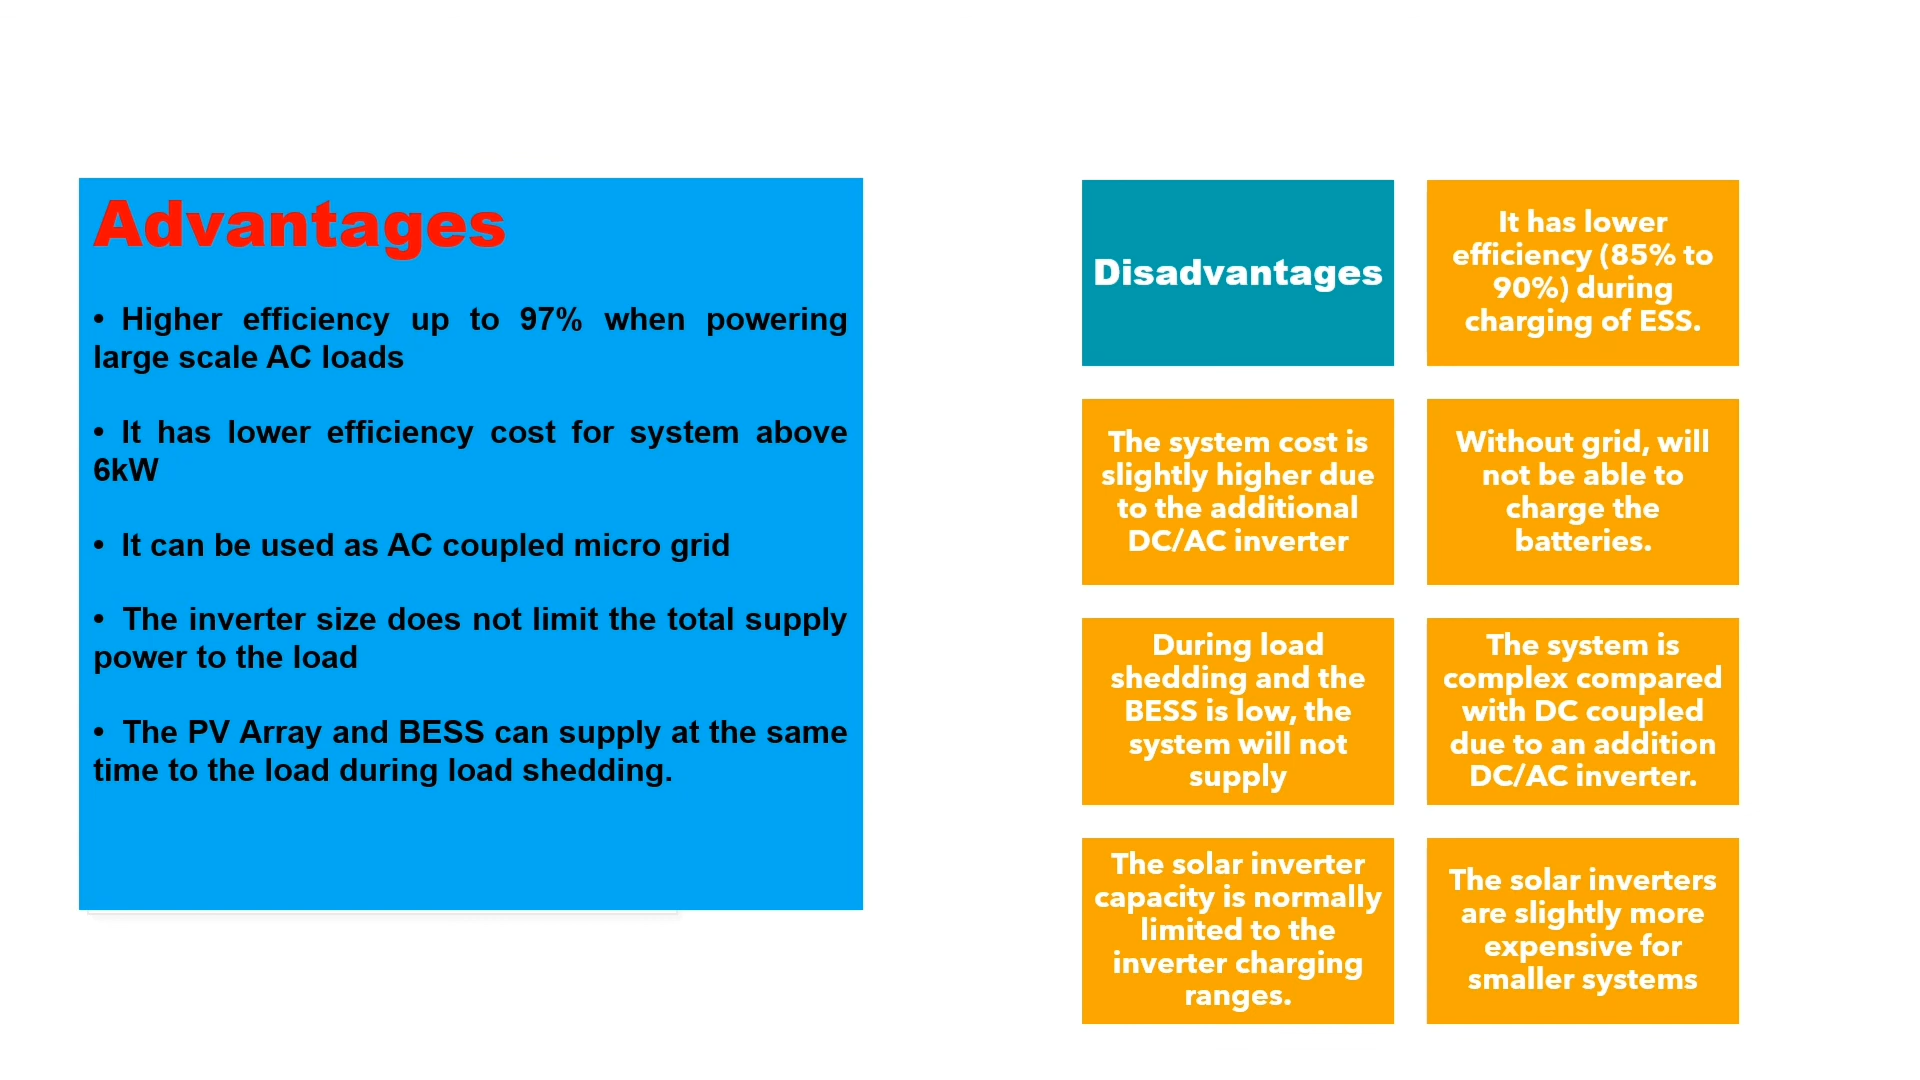 Advantages
• Higher efficiency up to 97% when powering
large scale AC loads
• It has lower efficiency cost for system above
6kW
• It can be used as AC coupled micro grid
• The inverter size does not limit the total supply
power to the load
• The PV Array and BESS can supply at the same
time to the load during load shedding.
Disadvantages
It has lower
efficiency (85% to
90%) during
charging of ESS.
The system cost is
slightly higher due
to the additional
DC/AC inverter
Without grid, will
not be able to
charge the
batteries.
During load
shedding and the
BESS is low, the
system will not
supply
The system is
complex compared
with DC coupled
due to an addition
DC/AC inverter.
The solar inverter
capacity is normally
limited to the
inverter charging
ranges.
The solar inverters
are slightly more
expensive for
smaller systems